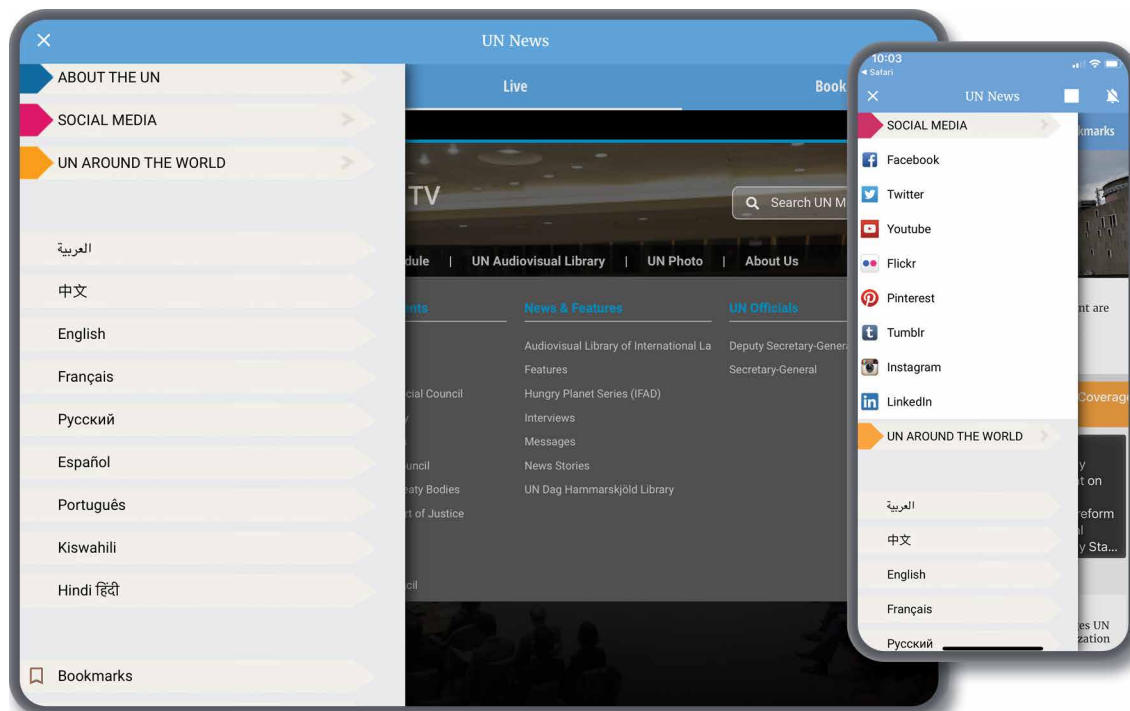 UN News
ABOUT THE UN
SOCIAL MEDIA
UN AROUND THE WORLD
العربية
中文
English
Français
Русский
Español
Português
Kiswahili
Hindi हिंदी
Bookmarks
Live
Book
TV
Search UN M
dule | UN Audiovisual Library | UN Photo | About Us
ents
cial Council
y
s
uncil
eaty Bodies
rt of Justice
cil
News & Features
Audiovisual Library of International La
Features
Hungry Planet Series (IFAD)
Interviews
Messages
News Stories
UN Dag Hammarskjöld Library
UN Officials
Deputy Secretary-Genera
Secretary-General
10:03
Safari
UN News
SOCIAL MEDIA
Facebook
Twitter
Youtube
Flickr
Pinterest
Tumblr
Instagram
LinkedIn
UN AROUND THE WORLD
العربية
中文
English
Français
Русский
kmarks
nt are
Coverag
y
t on
reform
l
y Sta...
es UN
zation